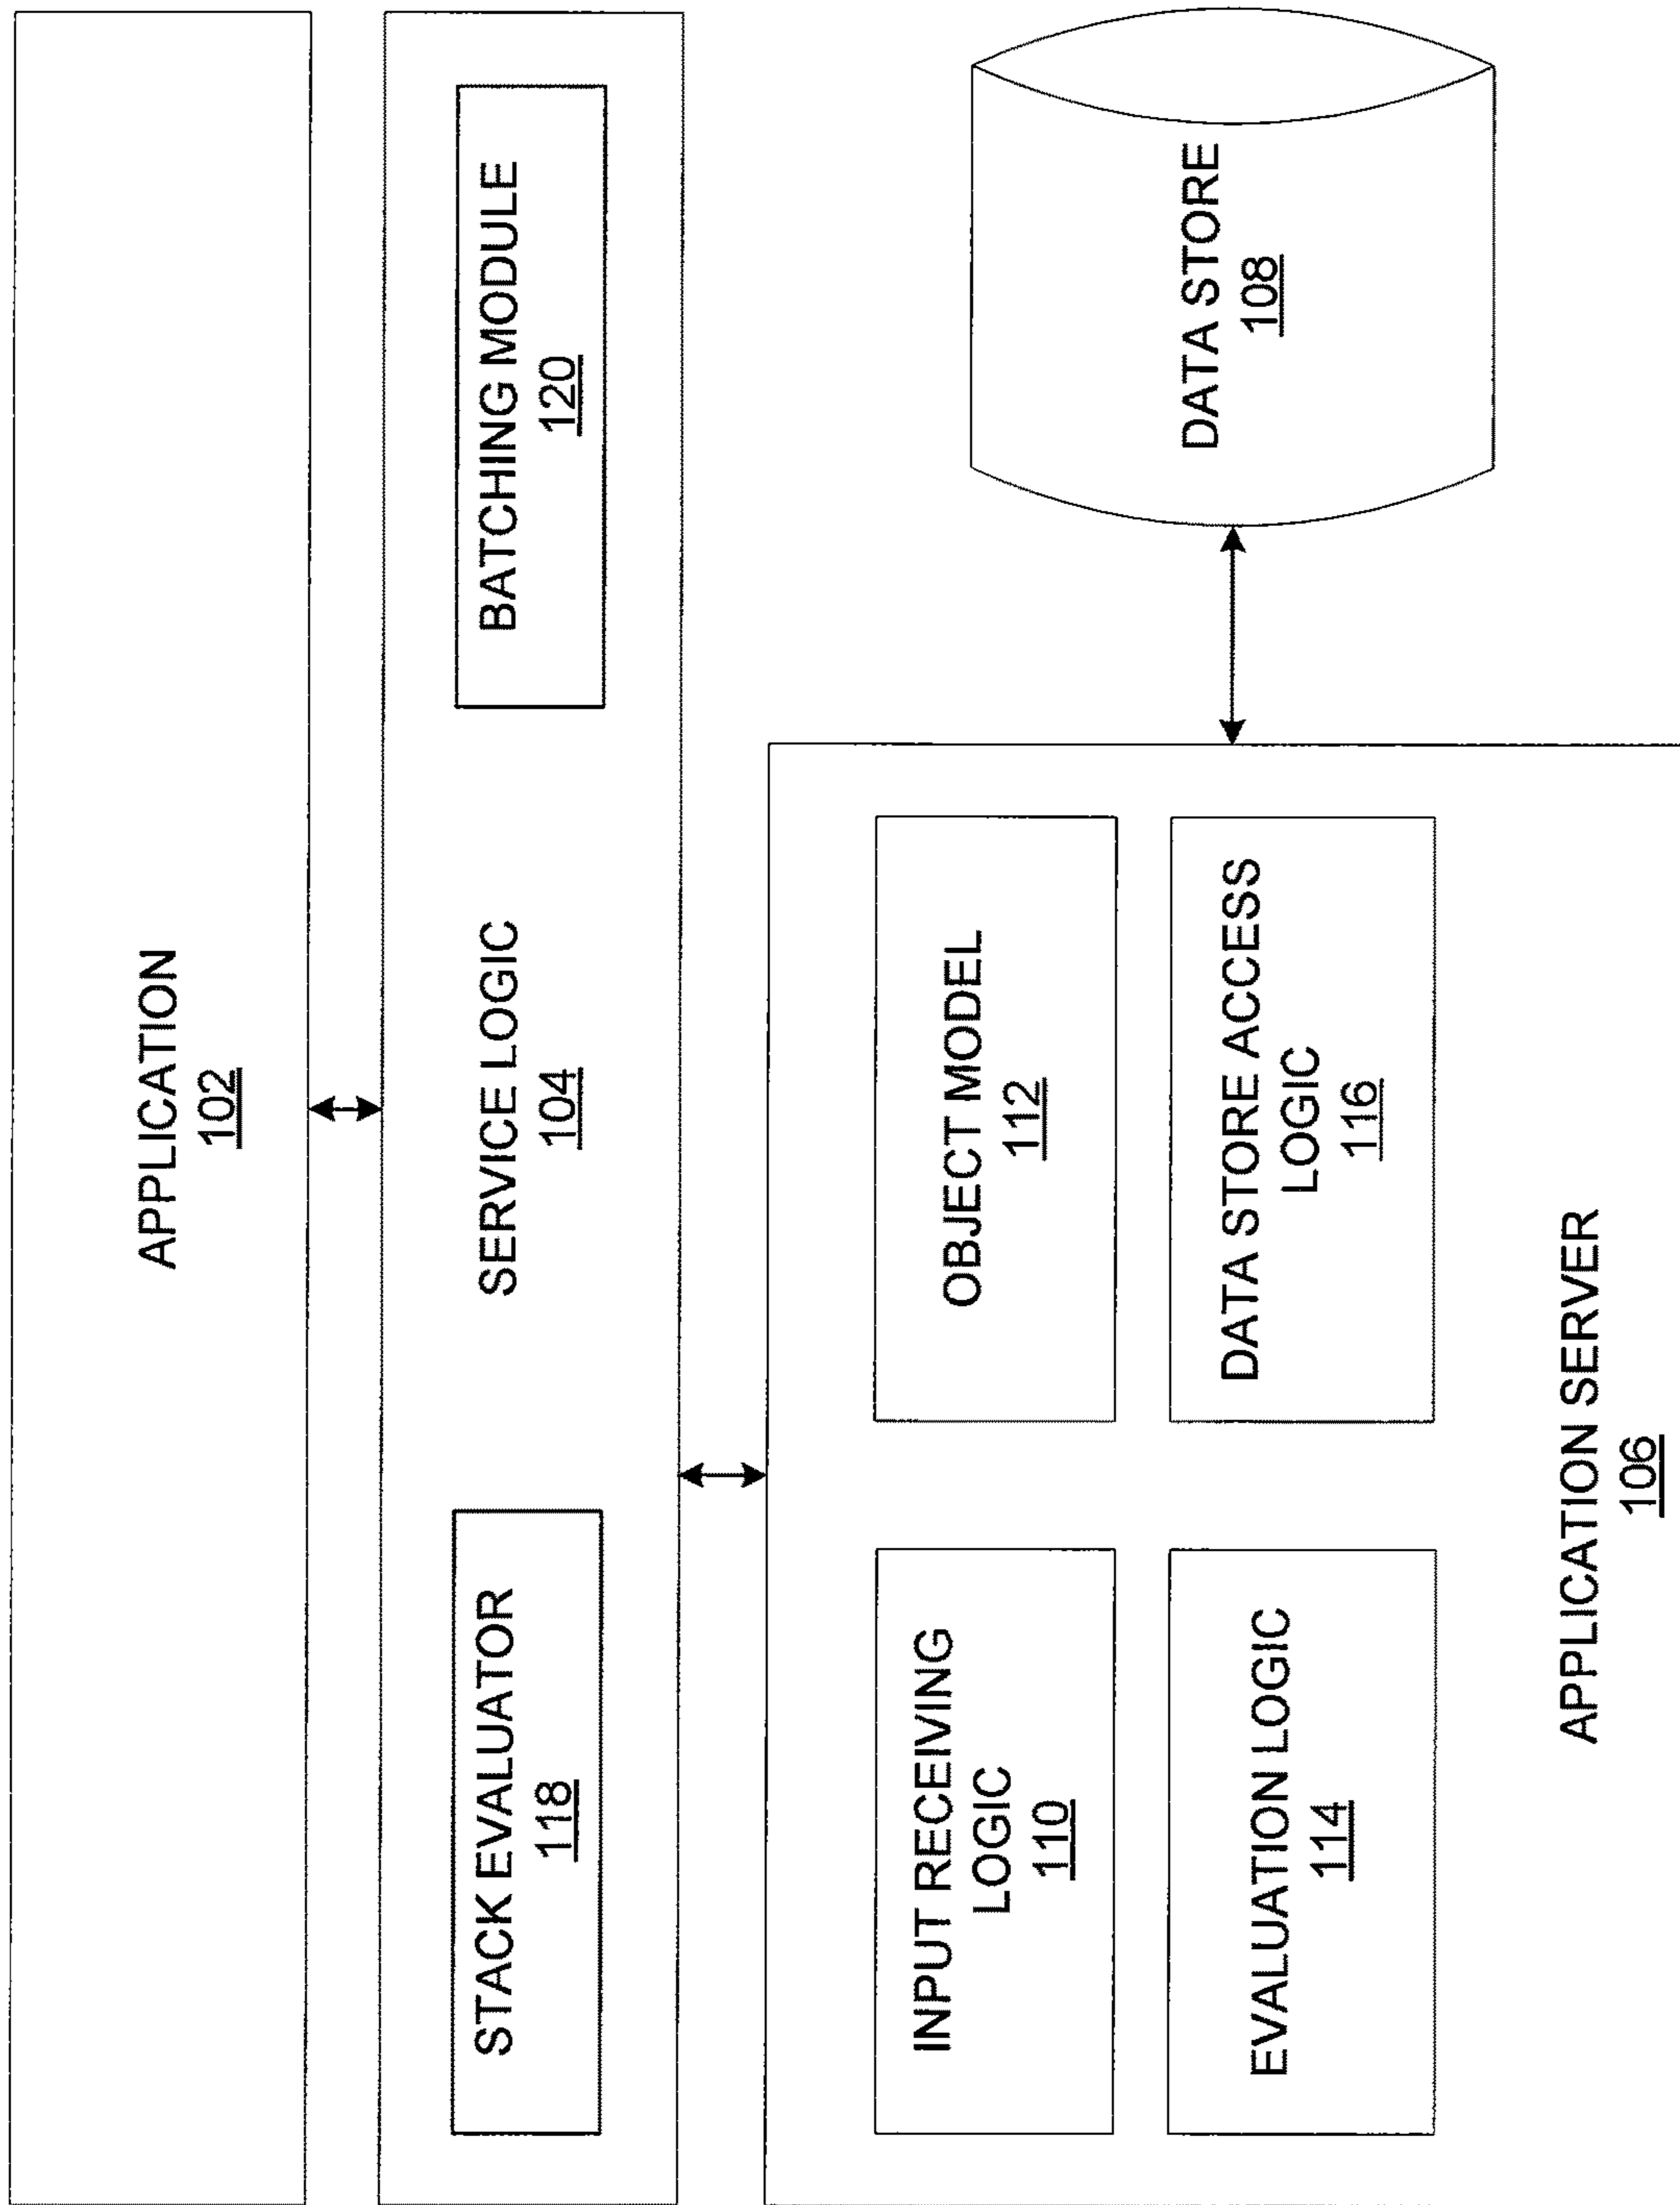 APPLICATION
102
STACK EVALUATOR
118
SERVICE LOGIC
104
BATCHING MODULE
120
INPUT RECEIVING
LOGIC
110
OBJECT MODEL
112
EVALUATION LOGIC
114
DATA STORE ACCESS
LOGIC
116
APPLICATION SERVER
106
DATA STORE
108